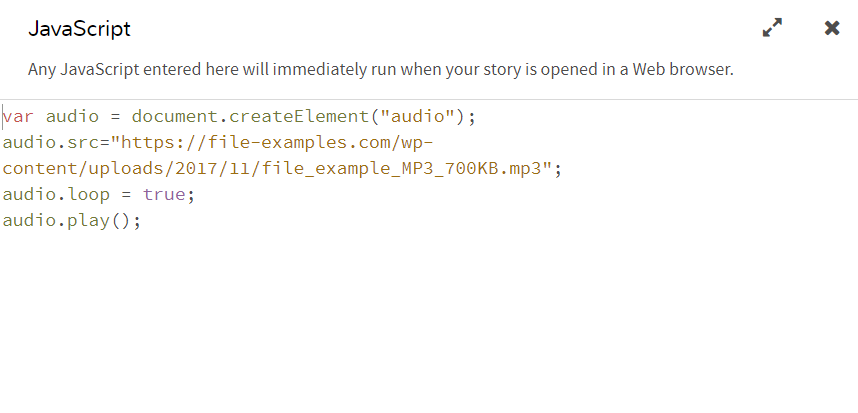 JavaScript
Any JavaScript entered here will immediately run when your story is opened in a Web browser.
var audio = document.createElement("audio");
audio.src="https://file-examples.com/wp-
content/uploads/2017/11/file_example_MP3_700KB.mp3";
audio.loop = true;
audio.play();